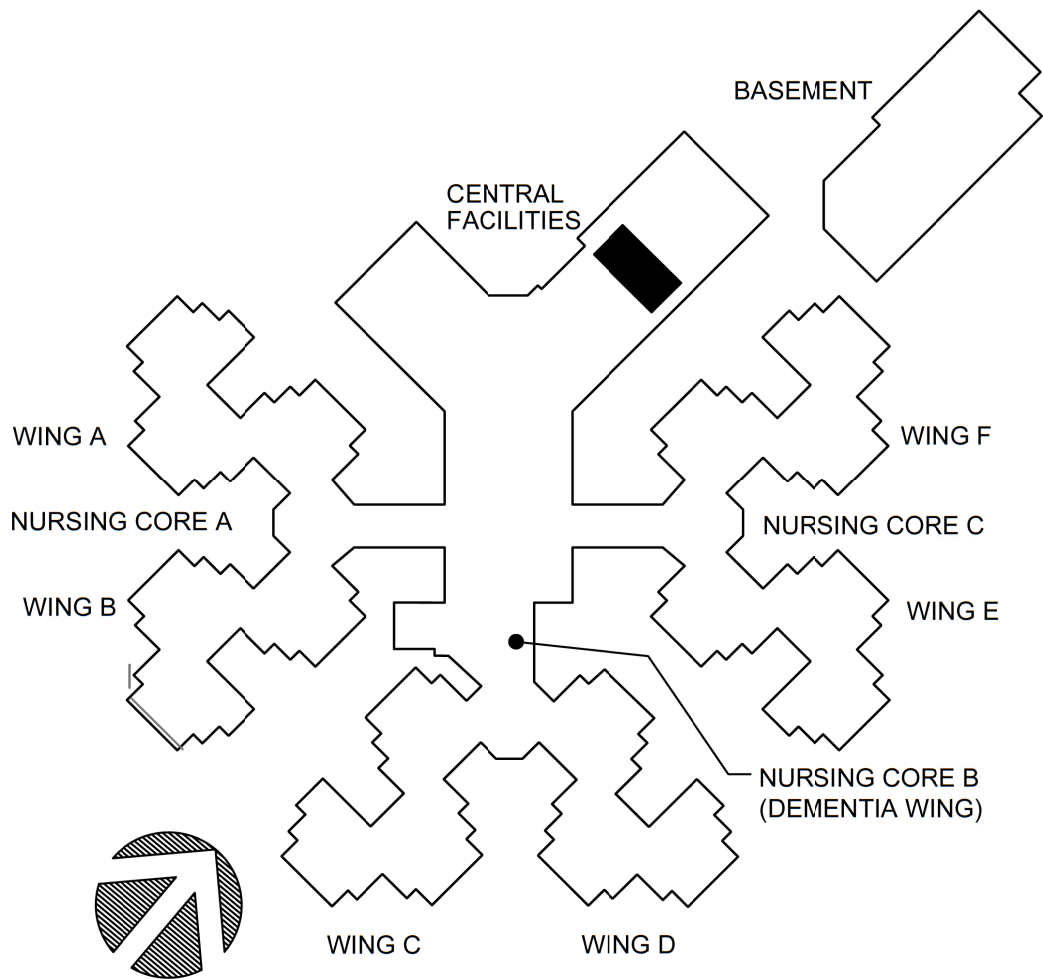 BASEMENT
CENTRAL
FACILITIES
WING A
WING F
NURSING CORE A
NURSING CORE C
WING B
WING E
NURSING CORE B
(DEMENTIA WING)
WING C
WING D